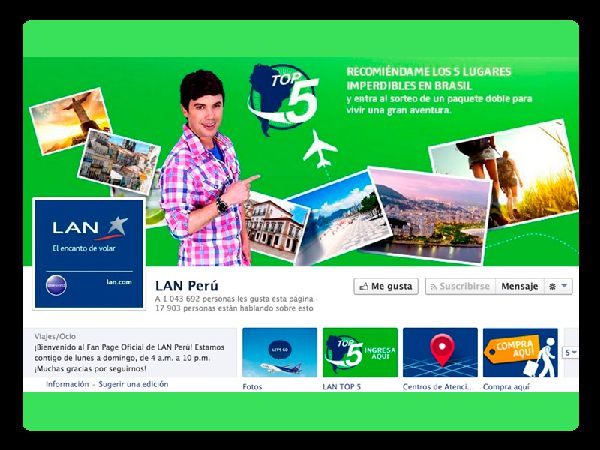 TOP
5
RECOMIÉNDAME LOS 5 LUGARES
IMPERDIBLES EN BRASIL
y entra al sorteo de un paquete doble para
vivir una gran aventura.
LAN
El encanto de volar
lan.com
LAN Perú
A 1 043 692 personas les gusta esta página
17 903 personas están hablando sobre esto
Me gusta
Suscribirse
Mensaje
Viajes/Ocio
¡Bienvenido al Fan Page Oficial de LAN Perú! Estamos
contigo de lunes a domingo, de 4 a.m. a 10 p.m.
¡Muchas gracias por seguirnos!
Información - Sugerir una edición
Fotos
TOP
5
INGRESA
AQUÍ
LAN TOP 5
Centros de Atenci...
COMPRA
AQUÍ
Compra aquí
5